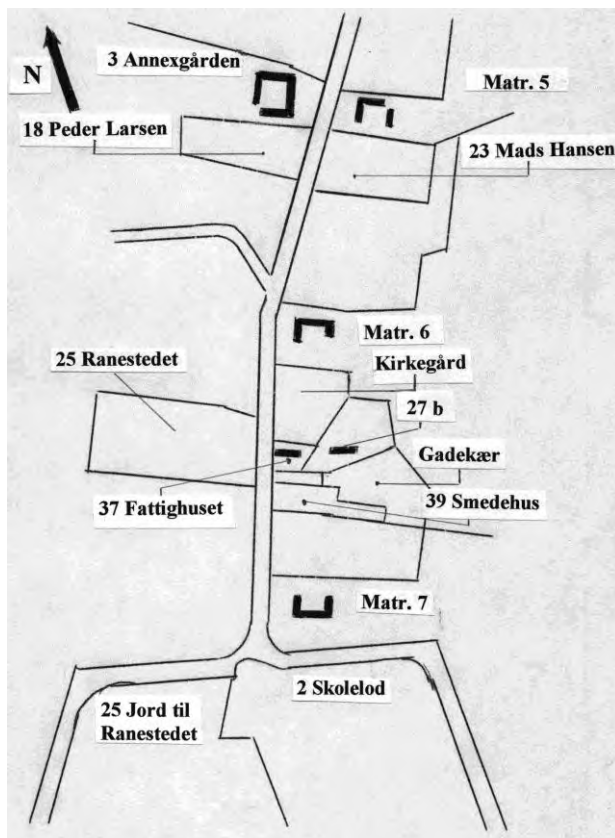 3 Annexgården
N
Matr. 5
18 Peder Larsen
23 Mads Hansen
Matr. 6
25 Ranestedet
Kirkegård
27 b
Gadekær
37 Fattighuset
39 Smedehus
Matr. 7
2 Skolelod
25 Jord til
Ranestedet